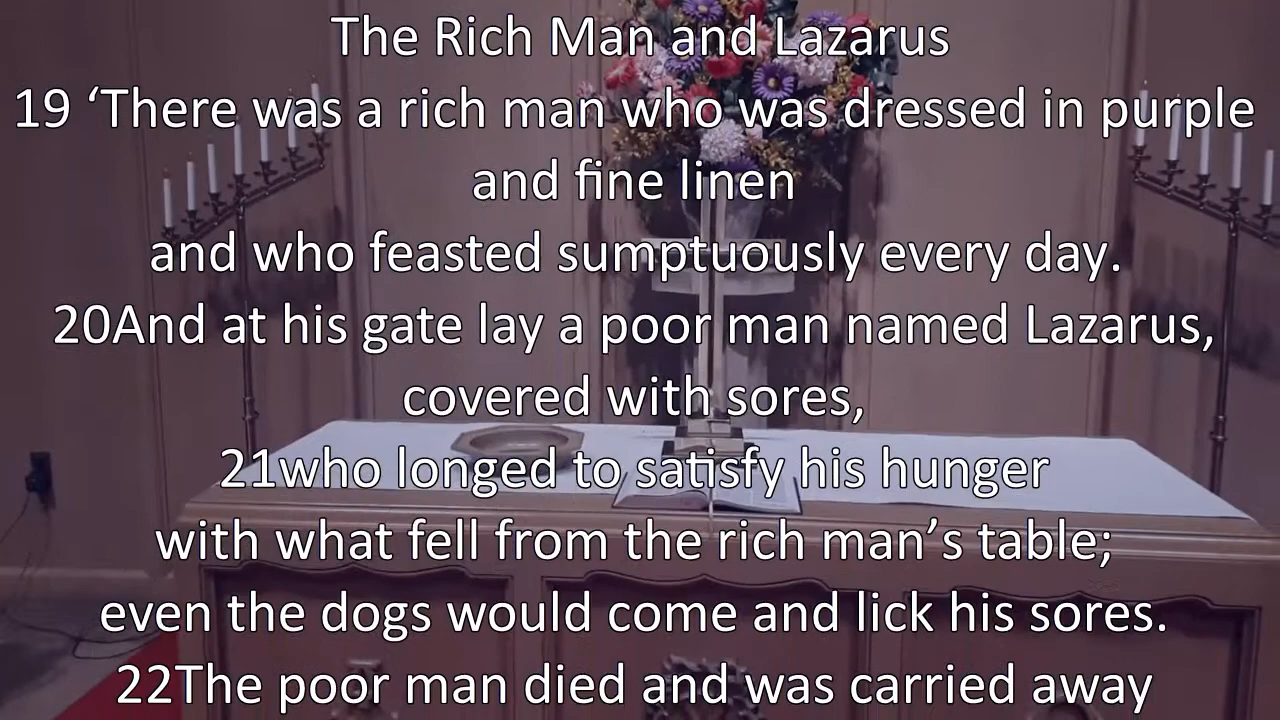 The Rich Man and Lazarus
19 ‘There was a rich man who was dressed in purple
and fine linen
and who feasted sumptuously every day.
20And at his gate lay a poor man named Lazarus,
covered with sores,
21who longed to satisfy his hunger
with what fell from the rich man’s table;
even the dogs would come and lick his sores.
22The poor man died and was carried away